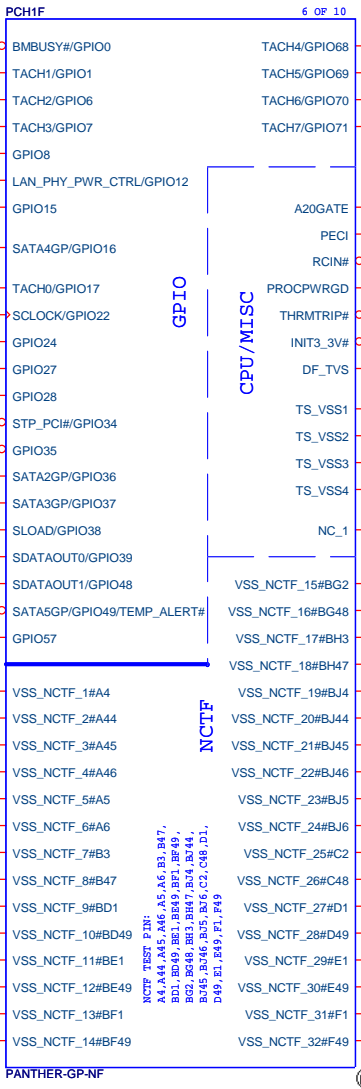 PCH1F
6 OF 10
BMBUSY#/GPIO0
TACH1/GPIO1
TACH2/GPIO6
TACH3/GPIO7
GPIO8
LAN_PHY_PWR_CTRL/GPIO12
GPIO15
SATA4GP/GPIO16
TACH0/GPIO17
SCLOCK/GPIO22
GPIO24
GPIO27
GPIO28
STP_PCI#/GPIO34
GPIO35
SATA2GP/GPIO36
SATA3GP/GPIO37
SLOAD/GPIO38
SDATAOUT0/GPIO39
SDATAOUT1/GPIO48
SATA5GP/GPIO49/TEMP_ALERT#
GPIO57
GPIO
TACH4/GPIO68
TACH5/GPIO69
TACH6/GPIO70
TACH7/GPIO71
CPU/MISC
A20GATE
PECI
RCIN#
PROCPWRGD
THRMTRIP#
INIT3_3V#
DF_TVS
TS_VSS1
TS_VSS2
TS_VSS3
TS_VSS4
NC_1
VSS_NCTF_1#A4
VSS_NCTF_2#A44
VSS_NCTF_3#A45
VSS_NCTF_4#A46
VSS_NCTF_5#A5
VSS_NCTF_6#A6
VSS_NCTF_7#B3
VSS_NCTF_8#B47
VSS_NCTF_9#BD1
VSS_NCTF_10#BD49
VSS_NCTF_11#BE1
VSS_NCTF_12#BE49
VSS_NCTF_13#BF1
VSS_NCTF_14#BF49
NCTF TEST PIN:
A4,A44,A45,A46,A5,A6,B3,B47,
BD1,BD49,BE1,BE49,BF1,BF49,
BG2,BG48,BH3,BH47,BJ4,BJ44,
BJ45,BJ46,BJ5,BJ6,C2,C48,D1,
D49,E1,E49,F1,F49
NCTF
VSS_NCTF_15#BG2
VSS_NCTF_16#BG48
VSS_NCTF_17#BH3
VSS_NCTF_18#BH47
VSS_NCTF_19#BJ4
VSS_NCTF_20#BJ44
VSS_NCTF_21#BJ45
VSS_NCTF_22#BJ46
VSS_NCTF_23#BJ5
VSS_NCTF_24#BJ6
VSS_NCTF_25#C2
VSS_NCTF_26#C48
VSS_NCTF_27#D1
VSS_NCTF_28#D49
VSS_NCTF_29#E1
VSS_NCTF_30#E49
VSS_NCTF_31#F1
VSS_NCTF_32#F49
PANTHER-GP-NF